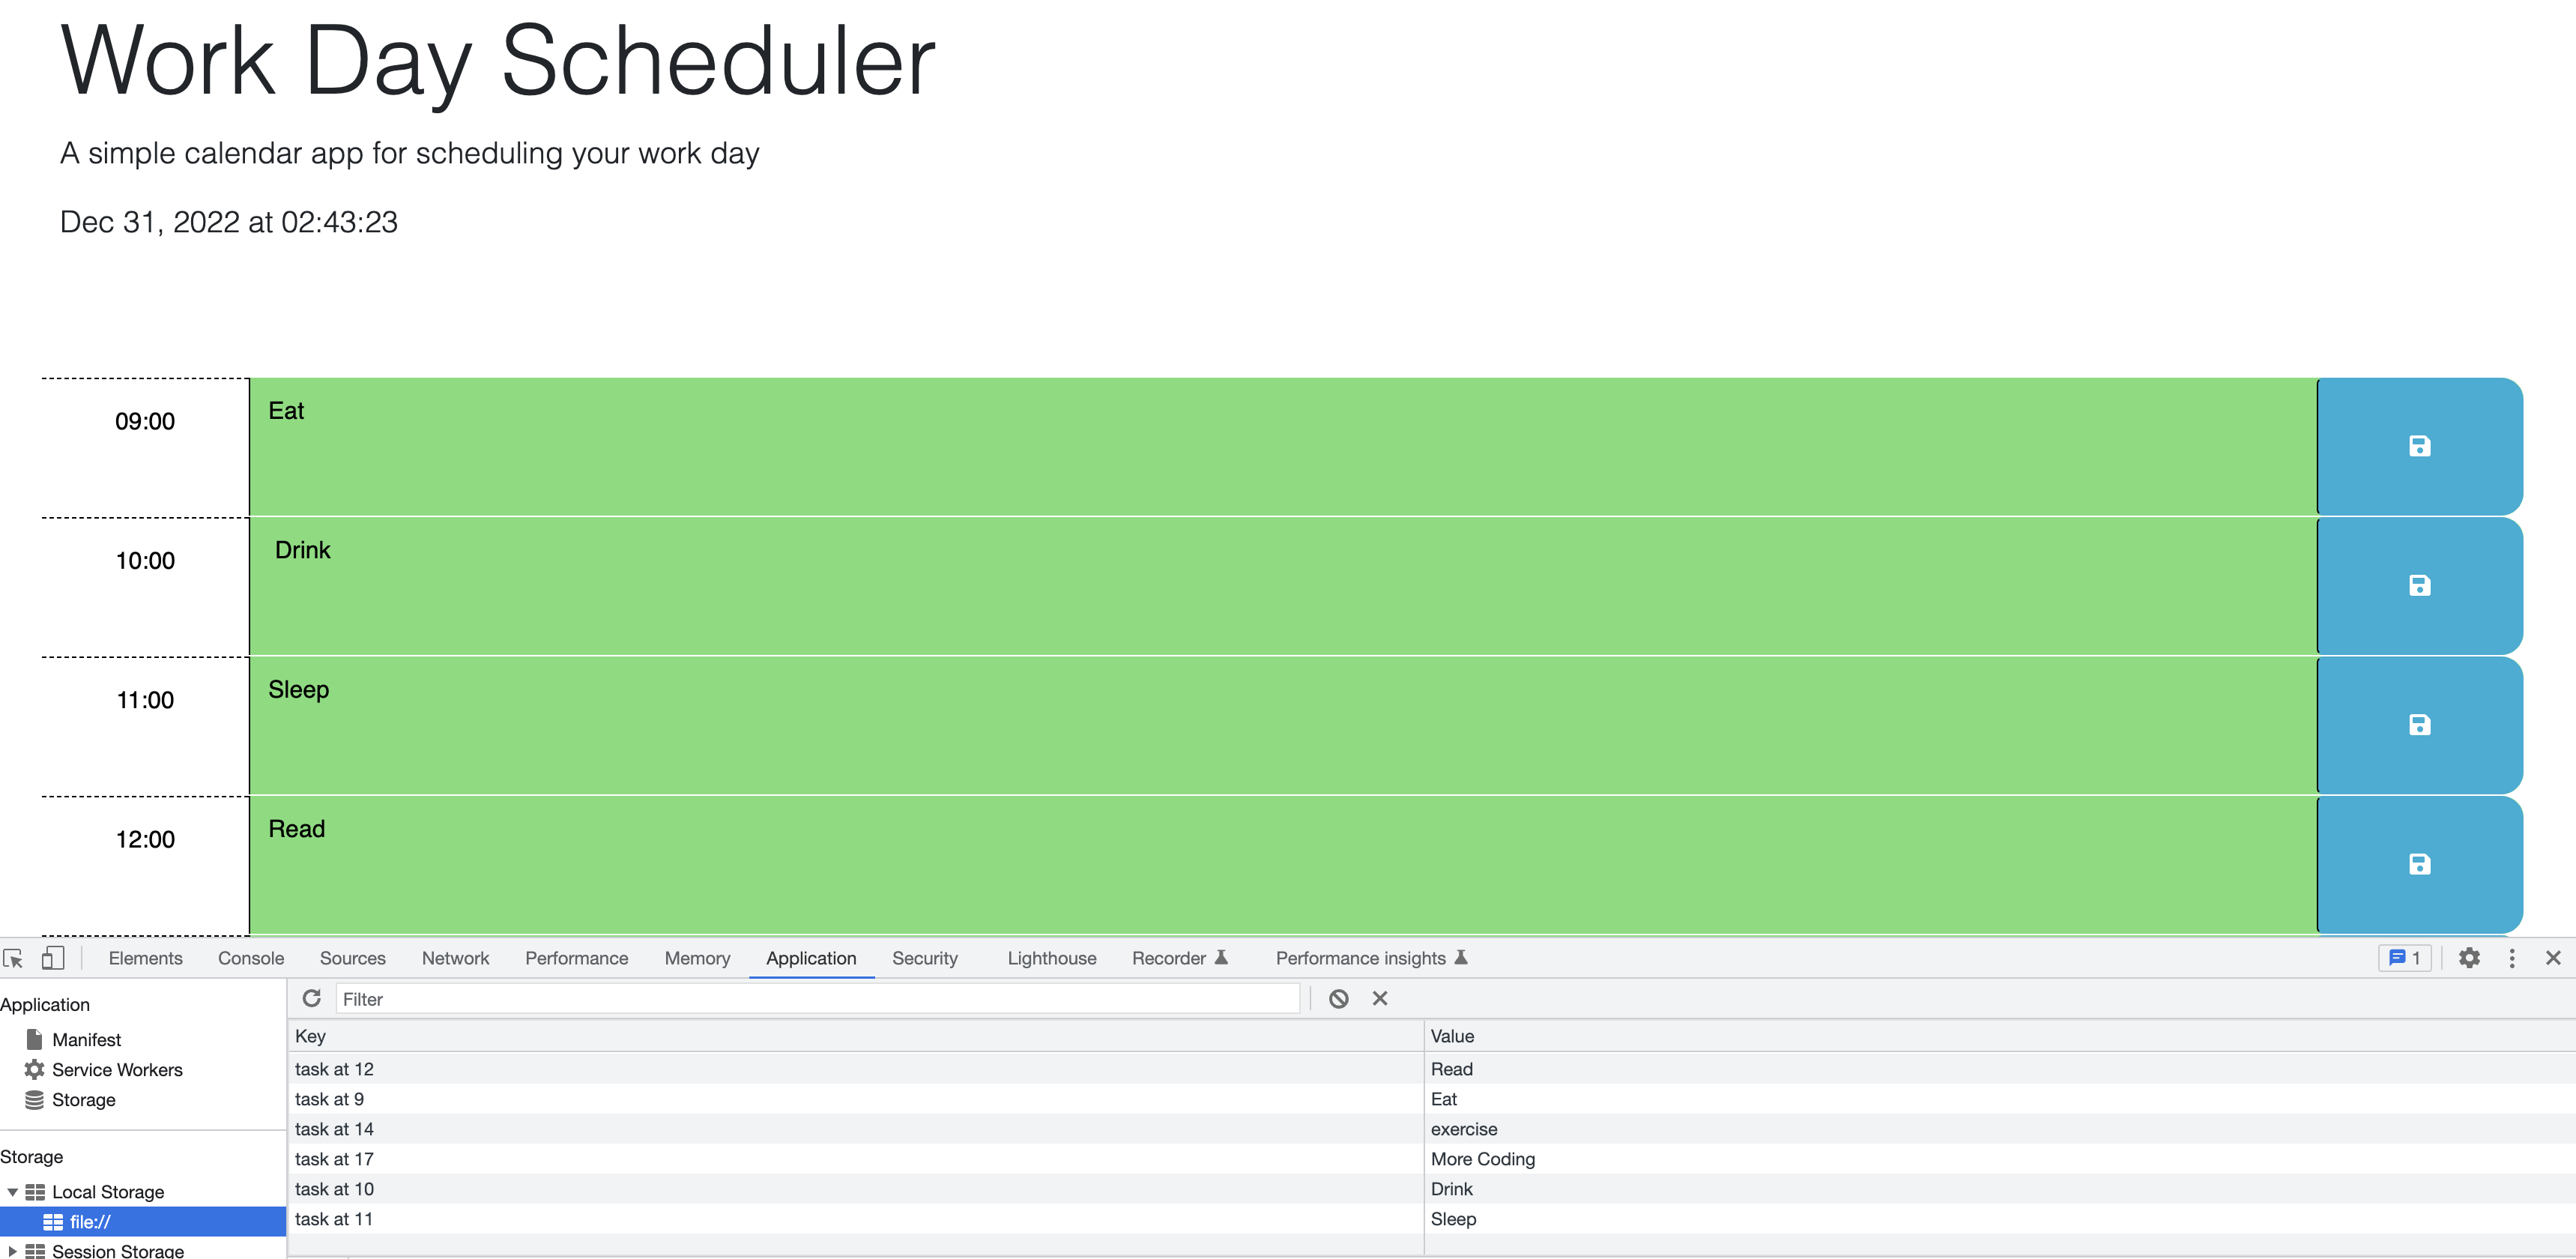 Work Day Scheduler
A simple calendar app for scheduling your work day
Dec 31, 2022 at 02:43:23
09:00 Eat
10:00 Drink
11:00 Sleep
12:00 Read
Elements Console Sources Network Performance Memory Application Security Lighthouse Recorder Performance insights 1
Application
Manifest
Service Workers
Storage
Storage
Local Storage
file://
Session Storage
Filter
Key Value
task at 12 Read
task at 9 Eat
task at 14 exercise
task at 17 More Coding
task at 10 Drink
task at 11 Sleep